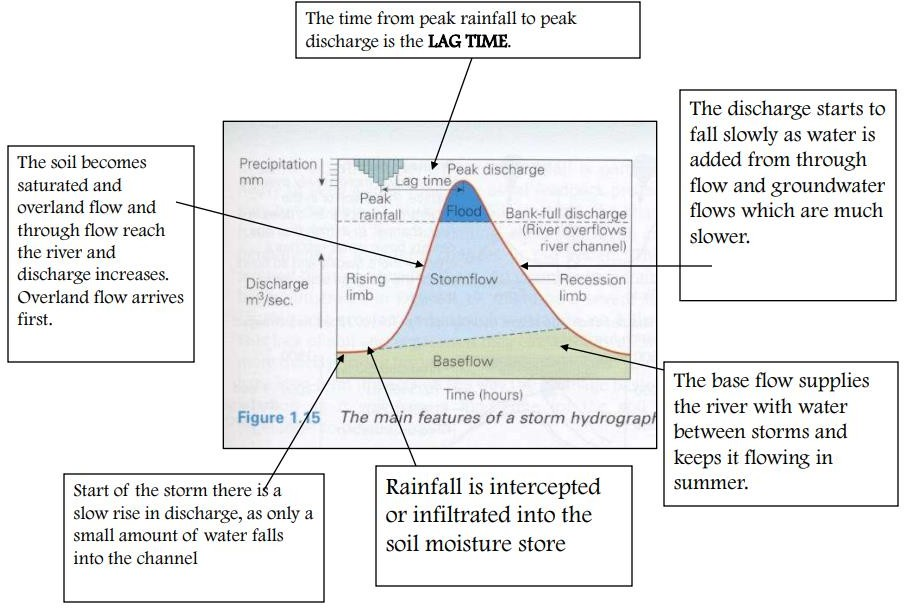 The time from peak rainfall to peak
discharge is the LAG TIME.
The discharge starts to
fall slowly as water is
added from through
flow and groundwater
flows which are much
slower.
The soil becomes
saturated and
overland flow and
through flow reach
the river and
discharge increases.
Overland flow arrives
first.
Precipitation
mm
Peak discharge
Lag time
Peak
rainfall
Flood
Bank-full discharge
(River overflows
river channel)
Discharge
m³/sec.
Rising
limb
Stormflow
Recession
limb
Baseflow
Time (hours)
Figure 1.15 The main features of a storm hydrograph
The base flow supplies
the river with water
between storms and
keeps it flowing in
summer.
Start of the storm there is a
slow rise in discharge, as only a
small amount of water falls
into the channel
Rainfall is intercepted
or infiltrated into the
soil moisture store